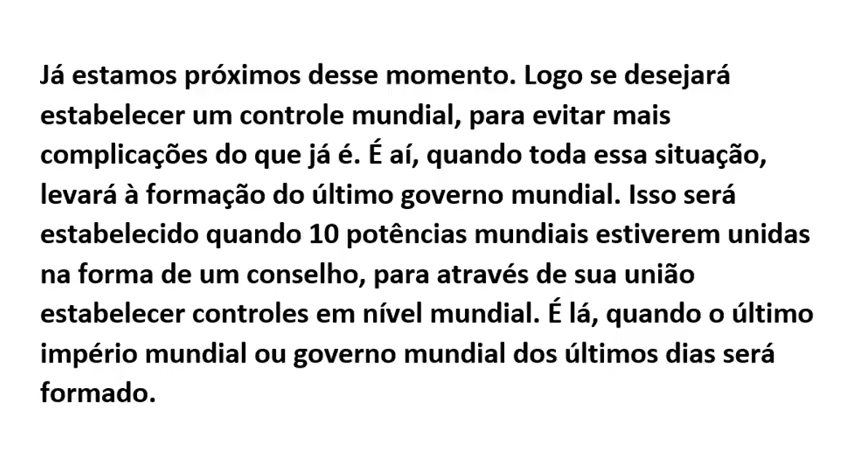 Já estamos próximos desse momento. Logo se desejará
estabelecer um controle mundial, para evitar mais
complicações do que já é. É aí, quando toda essa situação,
levará à formação do último governo mundial. Isso será
estabelecido quando 10 potências mundiais estiverem unidas
na forma de um conselho, para através de sua união
estabelecer controles em nível mundial. É lá, quando o último
império mundial ou governo mundial dos últimos dias será
formado.